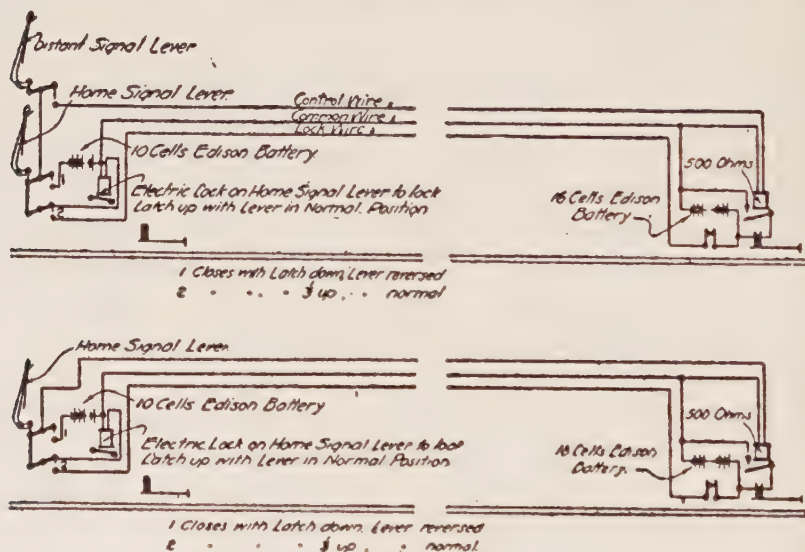 Distant Signal Lever
Home Signal Lever.
Control Wire
Common Wire
Lock Wire
10 Cells Edison Battery.
Electric Lock on Home Signal Lever to lock
Latch up with Lever in Normal Position
500 Ohms
16 Cells Edison
Battery.
1 Closes with Latch down, Lever reversed
2 " " " ½ up, " normal
Home Signal Lever.
10 Cells Edison Battery
Electric Lock on Home Signal Lever to lock
Latch up with Lever in Normal Position
500 Ohms
16 Cells Edison
Battery.
1 Closes with Latch down. Lever reversed
2 " " " ½ up, " normal.